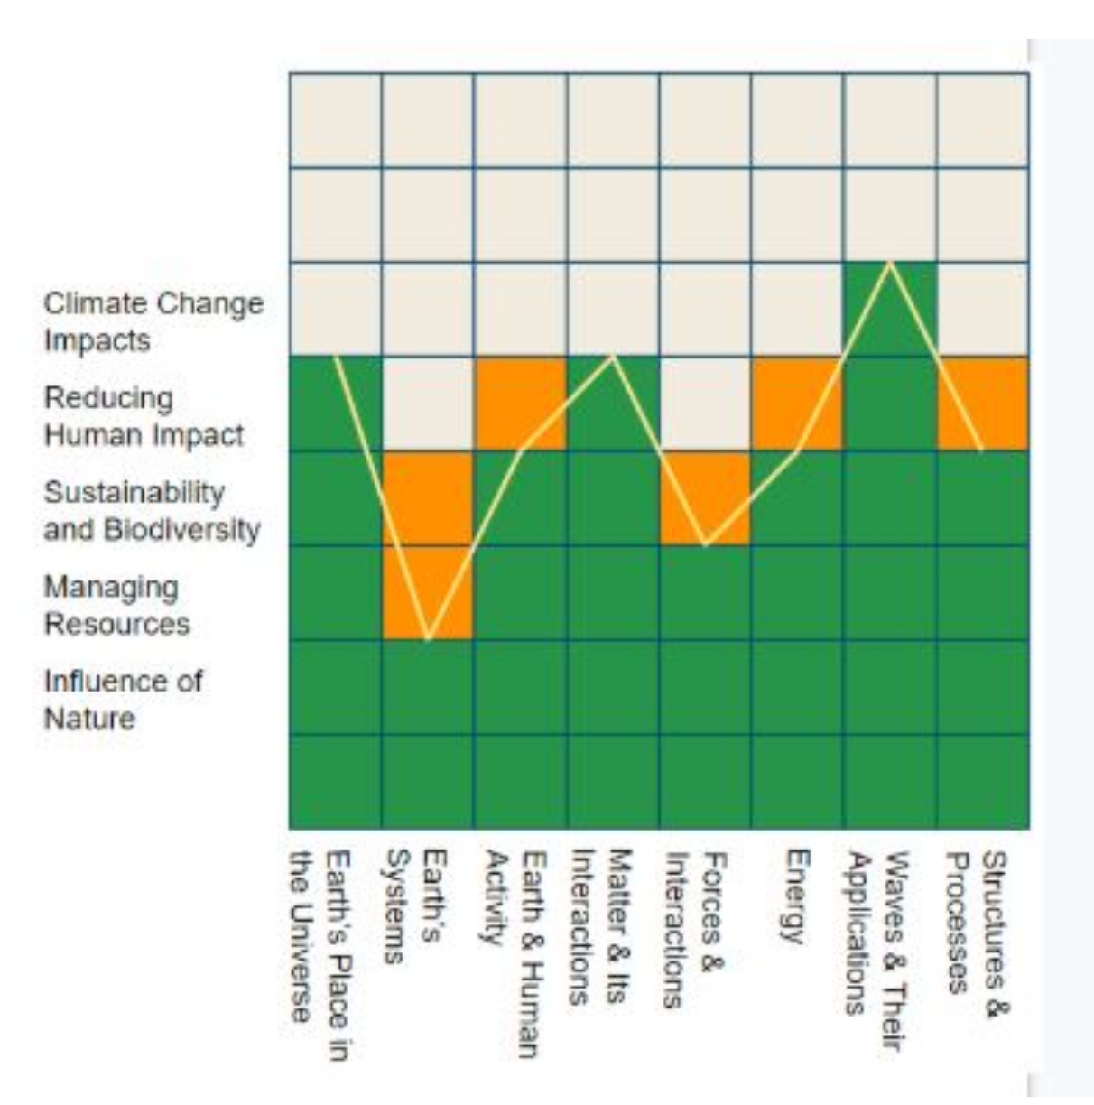 Climate Change
Impacts
Reducing
Human Impact
Sustainability
and Biodiversity
Managing
Resources
Influence of
Nature
Earth's Place in
the Universe
Earth's
Systems
Earth & Human
Activity
Matter & Its
Interactions
Forces &
Interactions
Energy
Waves & Their
Applications
Structures &
Processes